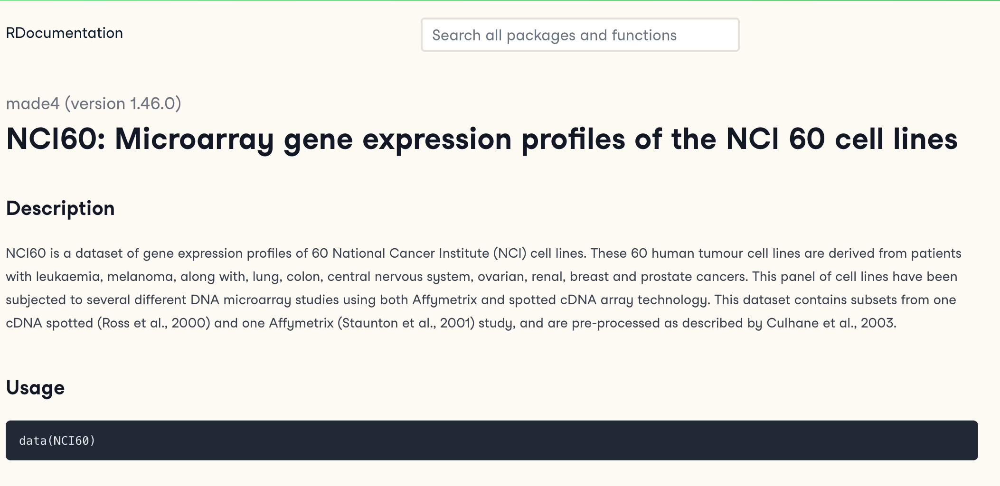 RDocumentation
Search all packages and functions
made4 (version 1.46.0)
NCI60: Microarray gene expression profiles of the NCI 60 cell lines
Description
NCI60 is a dataset of gene expression profiles of 60 National Cancer Institute (NCI) cell lines. These 60 human tumour cell lines are derived from patients
with leukaemia, melanoma, along with, lung, colon, central nervous system, ovarian, renal, breast and prostate cancers. This panel of cell lines have been
subjected to several different DNA microarray studies using both Affymetrix and spotted cDNA array technology. This dataset contains subsets from one
cDNA spotted (Ross et al., 2000) and one Affymetrix (Staunton et al., 2001) study, and are pre-processed as described by Culhane et al., 2003.
Usage
data(NCI60)